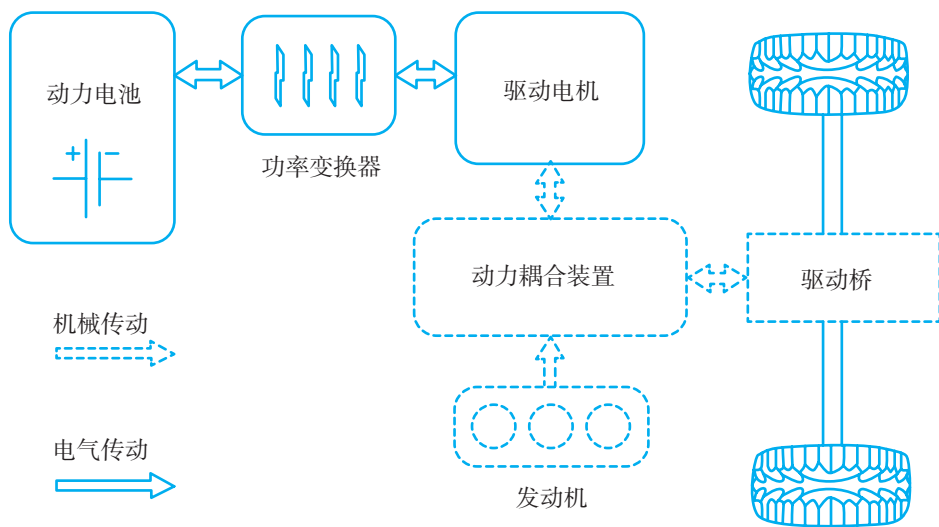 动力电池
+ −
功率变换器
驱动电机
动力耦合装置
驱动桥
机械传动
电气传动
发动机